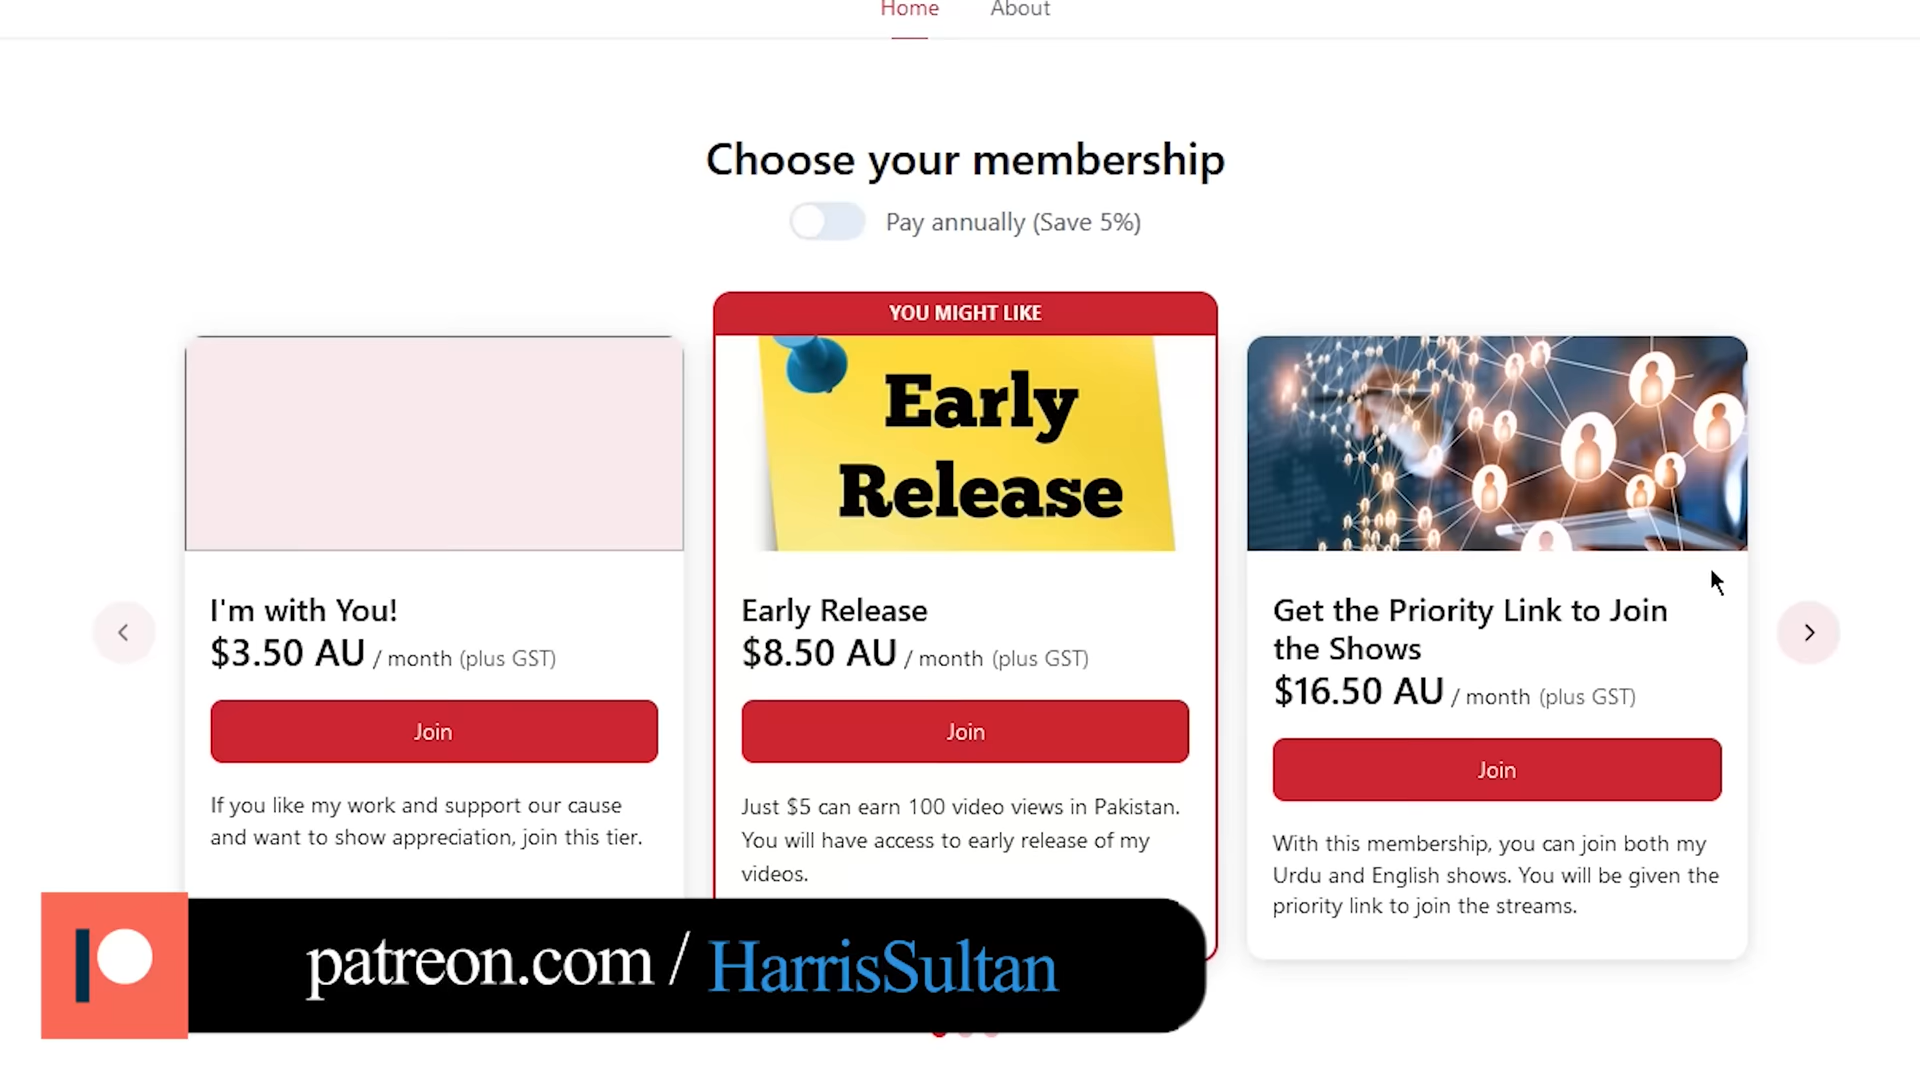 Home About
Choose your membership
Pay annually (Save 5%)
YOU MIGHT LIKE
Early
Release
I'm with You!
$3.50 AU / month (plus GST)
Join
If you like my work and support our cause
and want to show appreciation, join this tier.
Early Release
$8.50 AU / month (plus GST)
Join
Just $5 can earn 100 video views in Pakistan.
You will have access to early release of my
videos.
Get the Priority Link to Join
the Shows
$16.50 AU / month (plus GST)
Join
With this membership, you can join both my
Urdu and English shows. You will be given the
priority link to join the streams.
patreon.com / HarrisSultan